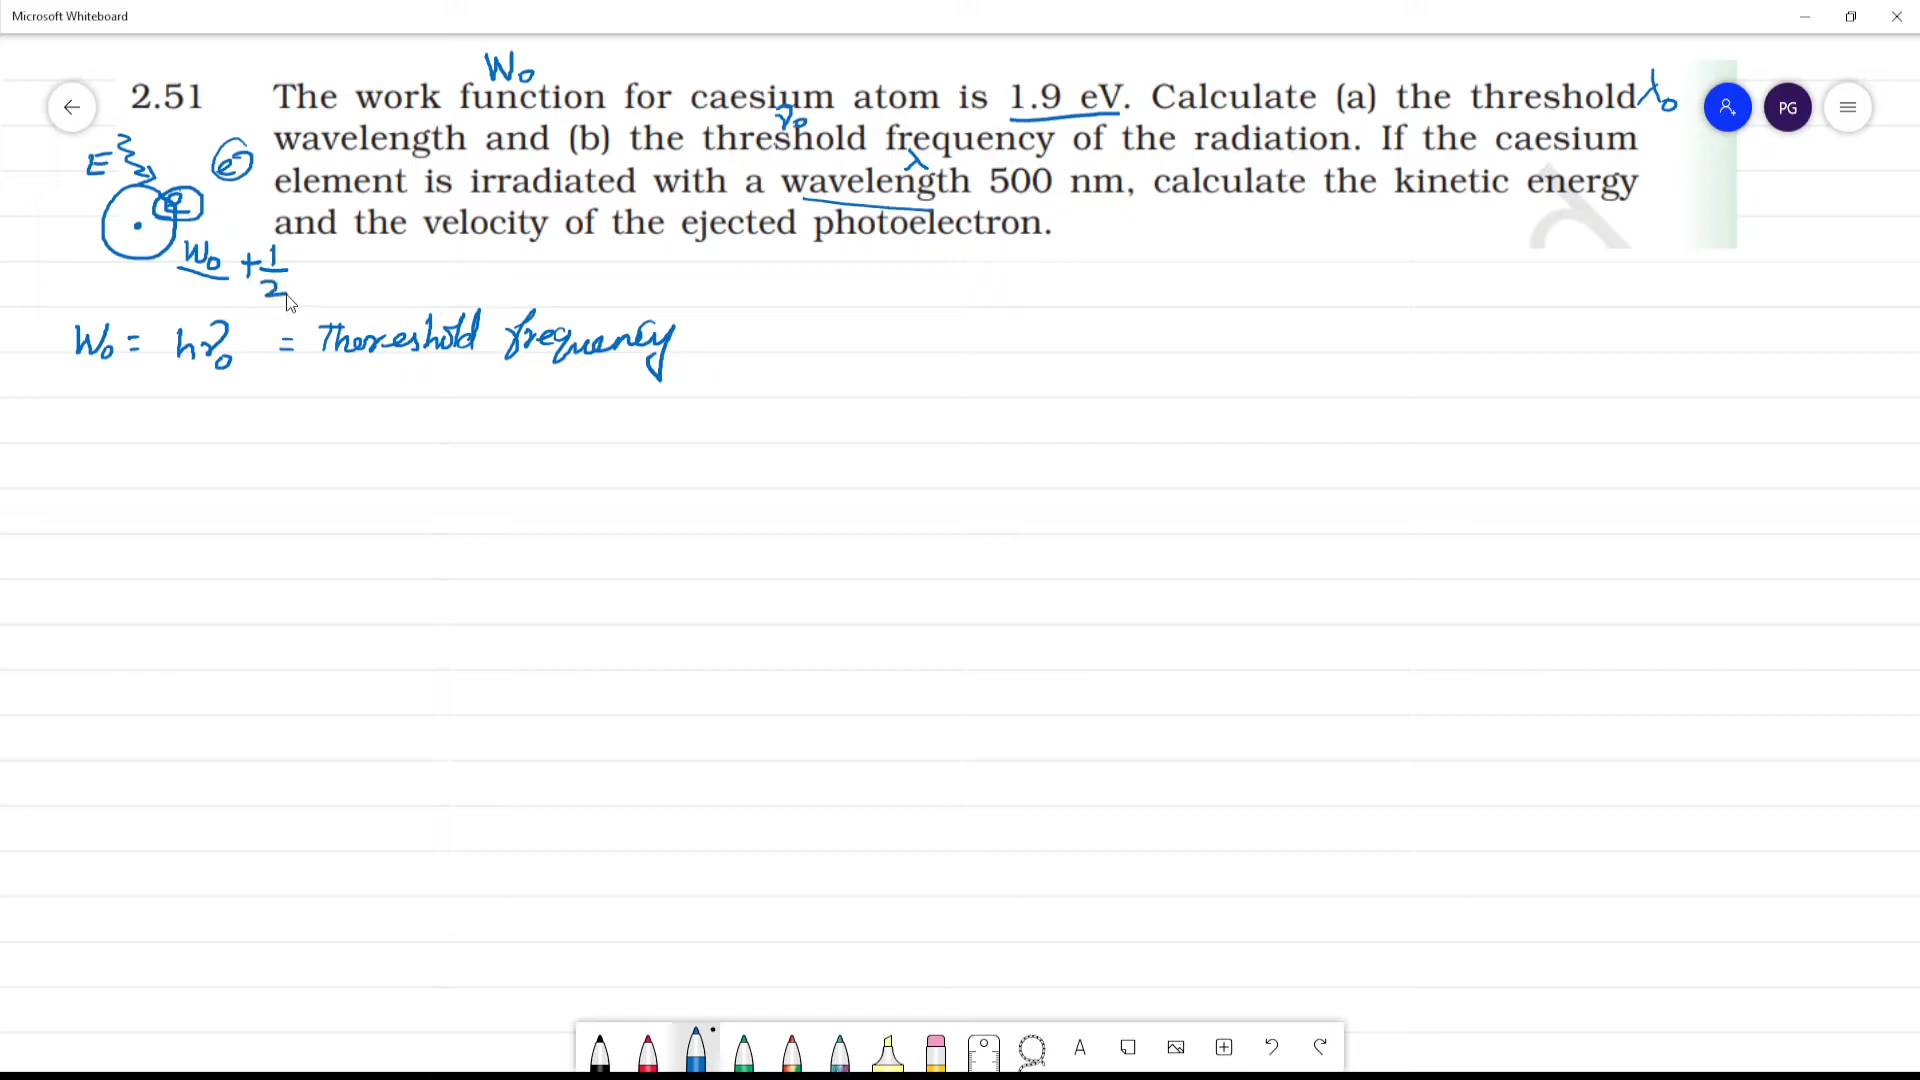 Microsoft Whiteboard
W₀
2.51 The work function for caesium atom is 1.9 eV. Calculate (a) the threshold λ₀
ν₀
wavelength and (b) the threshold frequency of the radiation. If the caesium
λ
element is irradiated with a wavelength 500 nm, calculate the kinetic energy
and the velocity of the ejected photoelectron.
PG
E e⁻
e
W₀ + 1/2
W₀ = hν₀ = Thereshold frequency
A